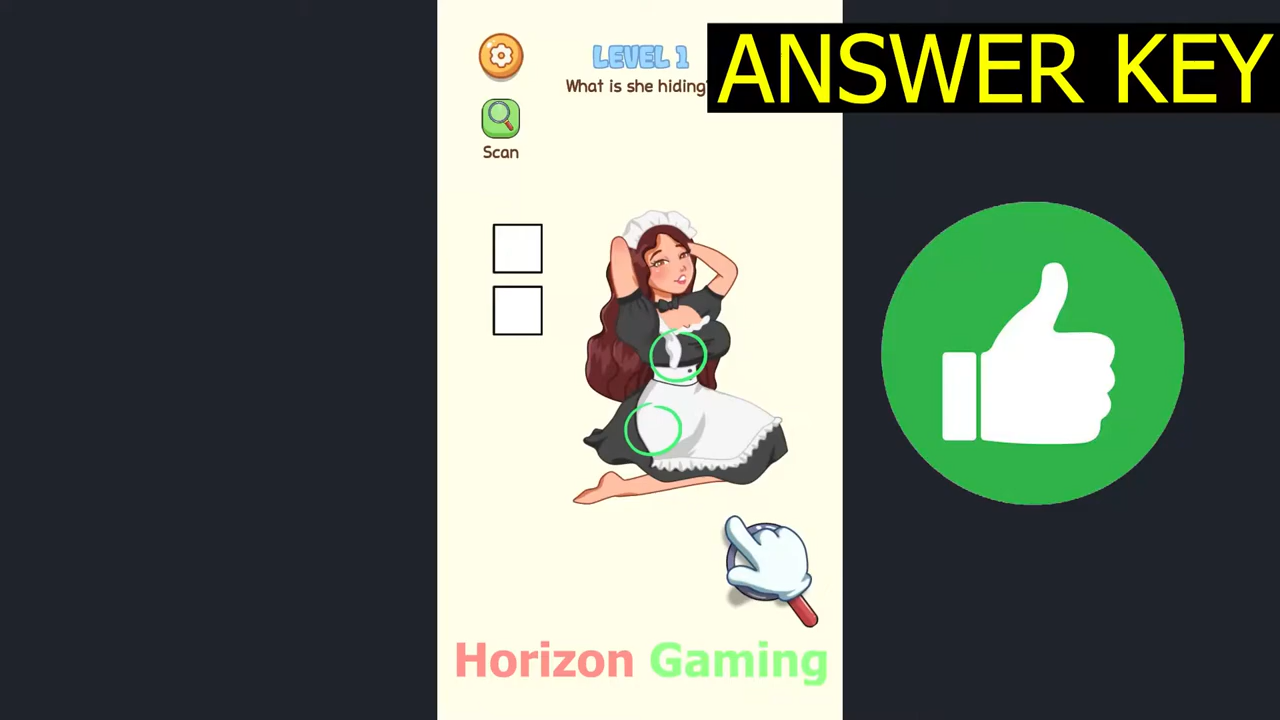 LEVEL 1
What is she hiding?
ANSWER KEY
Scan
Horizon Gaming